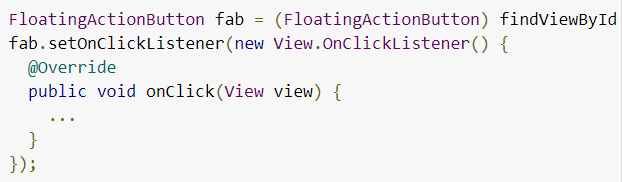 FloatingActionButton fab = (FloatingActionButton) findViewById
fab.setOnClickListener(new View.OnClickListener() {
  @Override
  public void onClick(View view) {
    ...
  }
});